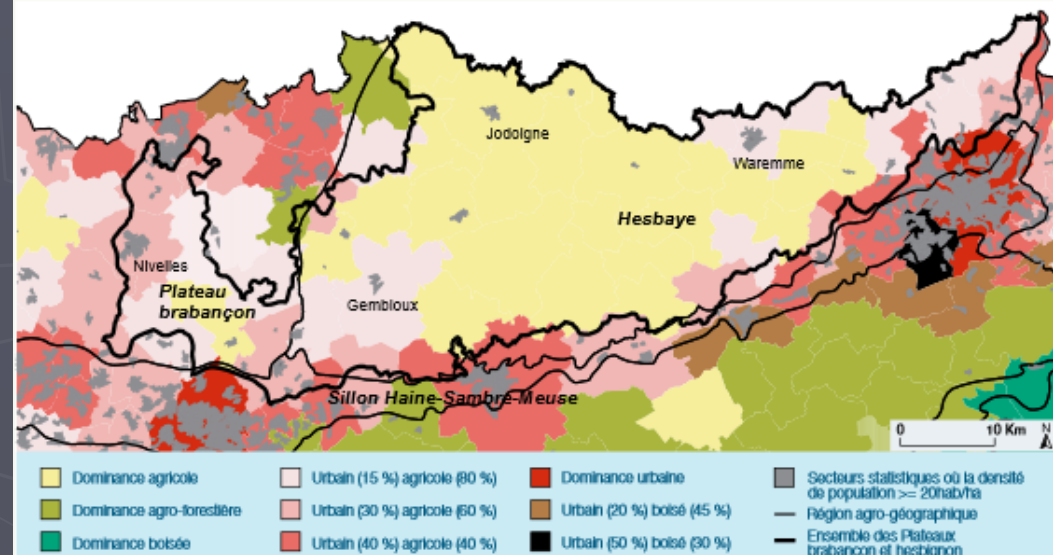 Jodoigne
Waremme
Hesbaye
Nivelles
Plateau
brabançon
Gembloux
Sillon Haine-Sambre-Meuse
0 10 Km N
Dominance agricole
Urbain (15 %) agricole (80 %)
Dominance urbaine
Secteurs statistiques où la densité
de population >= 20hab/ha
Dominance agro-forestière
Urbain (30 %) agricole (60 %)
Urbain (20 %) boisé (45 %)
Région agro-géographique
Dominance boisée
Urbain (40 %) agricole (40 %)
Urbain (50 %) boisé (30 %)
Ensemble des Plateaux
brabançon et hesbignon